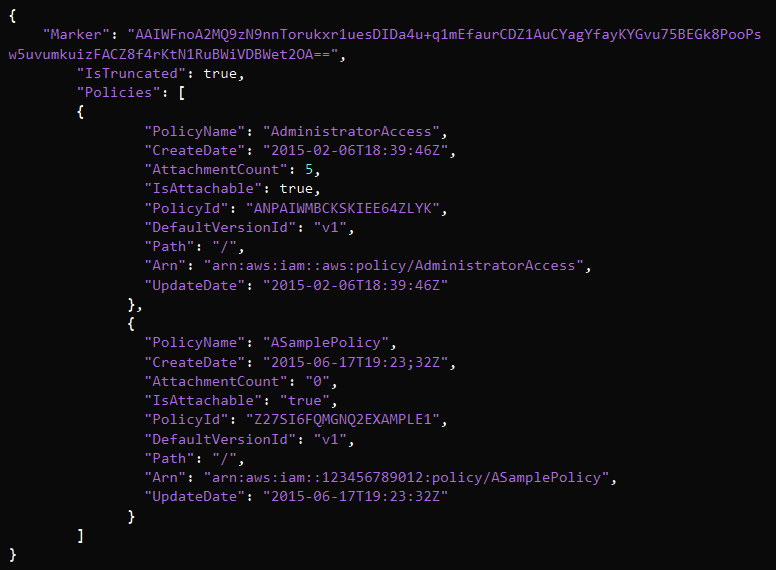 {
"Marker": "AAIWFnoA2MQ9zN9nnTorukxr1uesDIDa4u+q1mEfaurCDZ1AuCYagYfayKYGvu75BEGk8PooPs
w5uvumkuizFACZ8f4rKtN1RuBWiVDBWet2OA==",
"IsTruncated": true,
"Policies": [
{
"PolicyName": "AdministratorAccess",
"CreateDate": "2015-02-06T18:39:46Z",
"AttachmentCount": 5,
"IsAttachable": true,
"PolicyId": "ANPAIWMBCKSKIEE64ZLYK",
"DefaultVersionId": "v1",
"Path": "/",
"Arn": "arn:aws:iam::aws:policy/AdministratorAccess",
"UpdateDate": "2015-02-06T18:39:46Z"
},
{
"PolicyName": "ASamplePolicy",
"CreateDate": "2015-06-17T19:23;32Z",
"AttachmentCount": "0",
"IsAttachable": "true",
"PolicyId": "Z27SI6FQMGNQ2EXAMPLE1",
"DefaultVersionId": "v1",
"Path": "/",
"Arn": "arn:aws:iam::123456789012:policy/ASamplePolicy",
"UpdateDate": "2015-06-17T19:23:32Z"
}
]
}